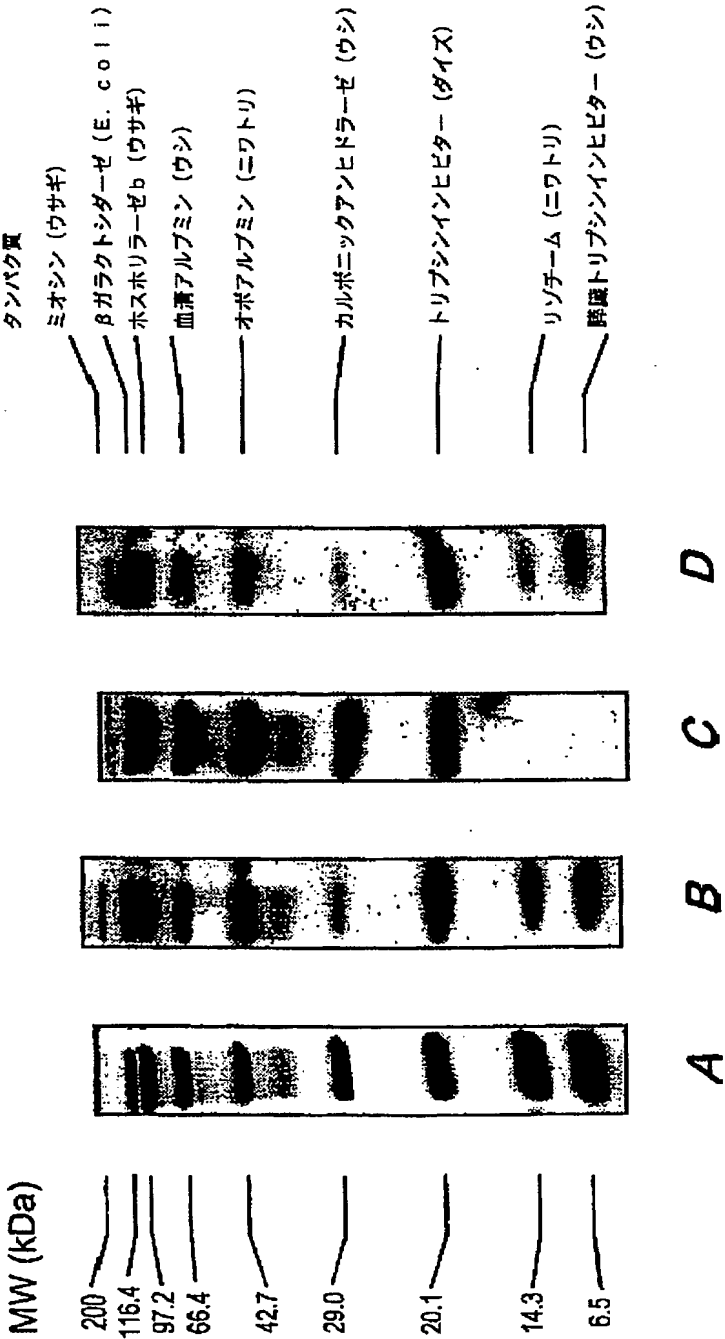 MW (kDa)
200
116.4
97.2
66.4
42.7
29.0
20.1
14.3
6.5
A
B
C
D
タンパク質
ミオシン (ウサギ)
βガラクトシダーゼ (E. coli)
ホスホリラーゼb (ウサギ)
血清アルブミン (ウシ)
オボアルブミン (ニワトリ)
カルボニックアンヒドラーゼ (ウシ)
トリプシンインヒビター (ダイズ)
リゾチーム (ニワトリ)
膵臓トリプシンインヒビター (ウシ)